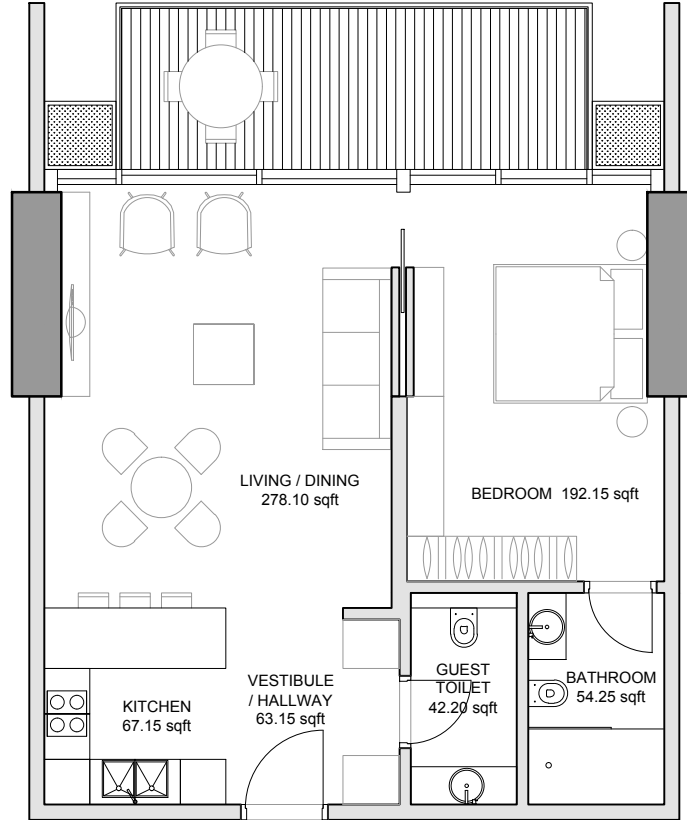 LIVING / DINING
278.10 sqft
BEDROOM 192.15 sqft
KITCHEN
67.15 sqft
VESTIBULE
/ HALLWAY
63.15 sqft
GUEST
TOILET
42.20 sqft
BATHROOM
54.25 sqft